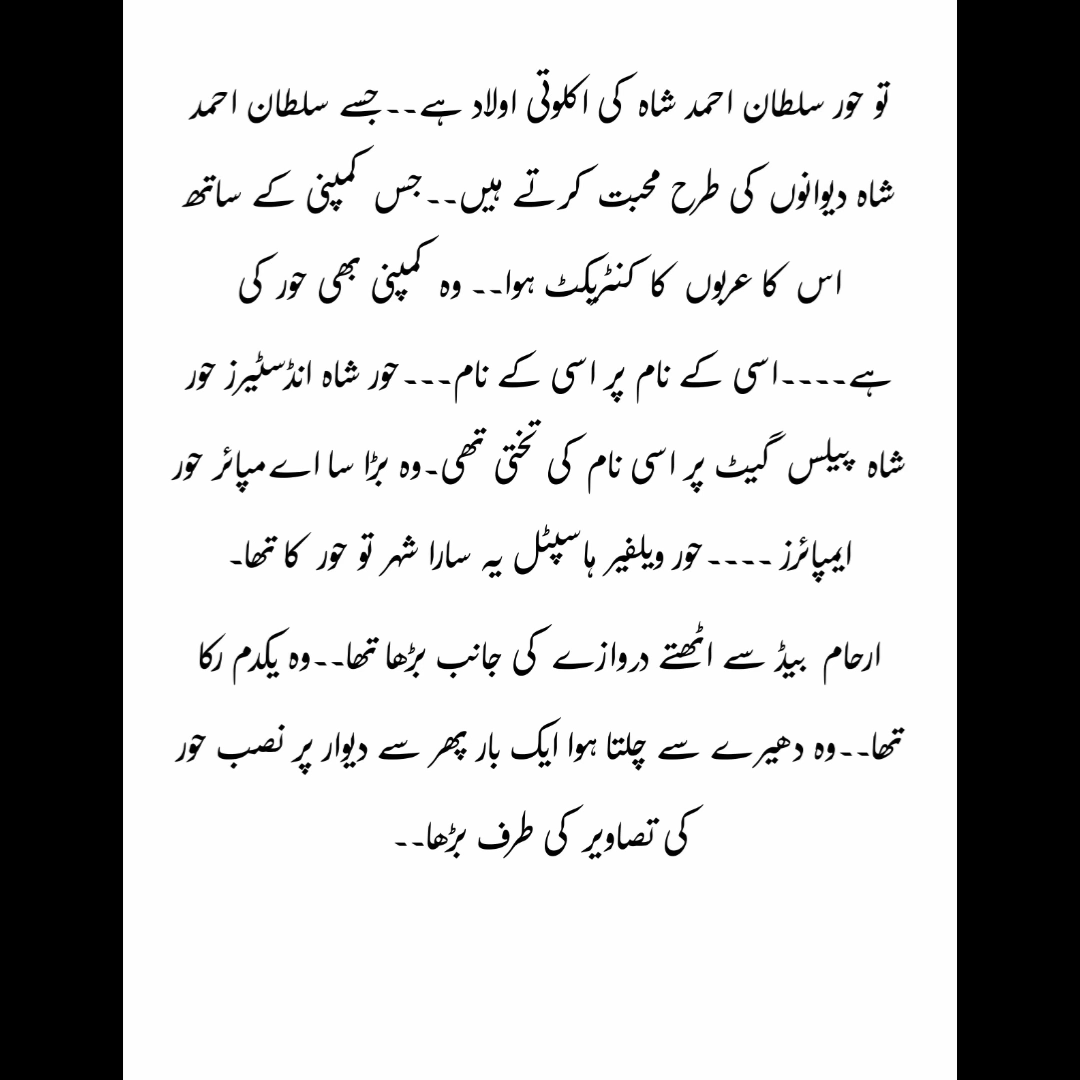 تو حور سلطان احمد شاہ کی اکلوتی اولاد ہے۔۔جسے سلطان احمد
شاہ دیوانوں کی طرح محبت کرتے ہیں۔۔جس کمپنی کے ساتھ
اس کا عربوں کا کنٹریکٹ ہوا۔۔ وہ کمپنی بھی حور کی
ہے۔۔۔۔اسی کے نام پر اسی کے نام۔۔۔حور شاہ انڈسٹیرز حور
شاہ پیلس گیٹ پر اسی نام کی تختی تھی۔وہ بڑا سا اے مپائر حور
ایمپائرز ۔۔۔۔حور ویلفیر ہاسپٹل یہ سارا شہر تو حور کا تھا۔
ارحام بیڈ سے اٹھتے دروازے کی جانب بڑھا تھا۔۔وہ یکدم رکا
تھا۔۔وہ دھیرے سے چلتا ہوا ایک بار پھر سے دیوار پر نصب حور
کی تصاویر کی طرف بڑھا۔۔